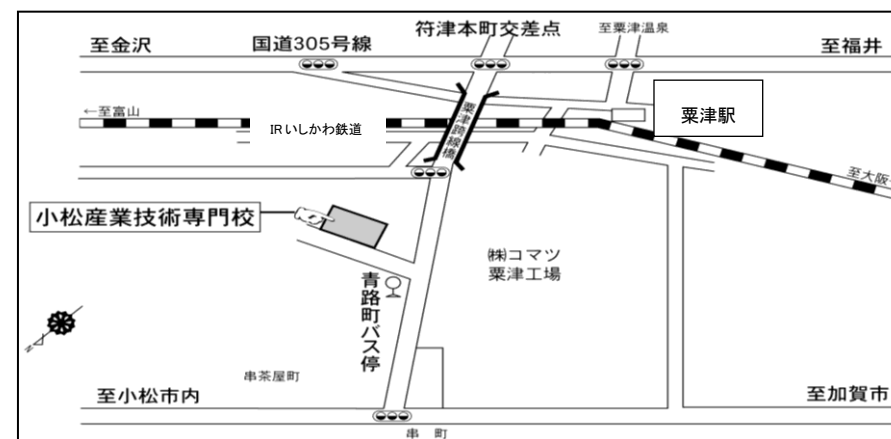 符津本町交差点
至金沢
国道305号線
至粟津温泉
至福井
←至富山
IRいしかわ鉄道
粟津跨線橋
粟津駅
至大阪→
小松産業技術専門校
㈱コマツ
粟津工場
青路町バス停
N
串茶屋町
至小松市内
至加賀市
串 町